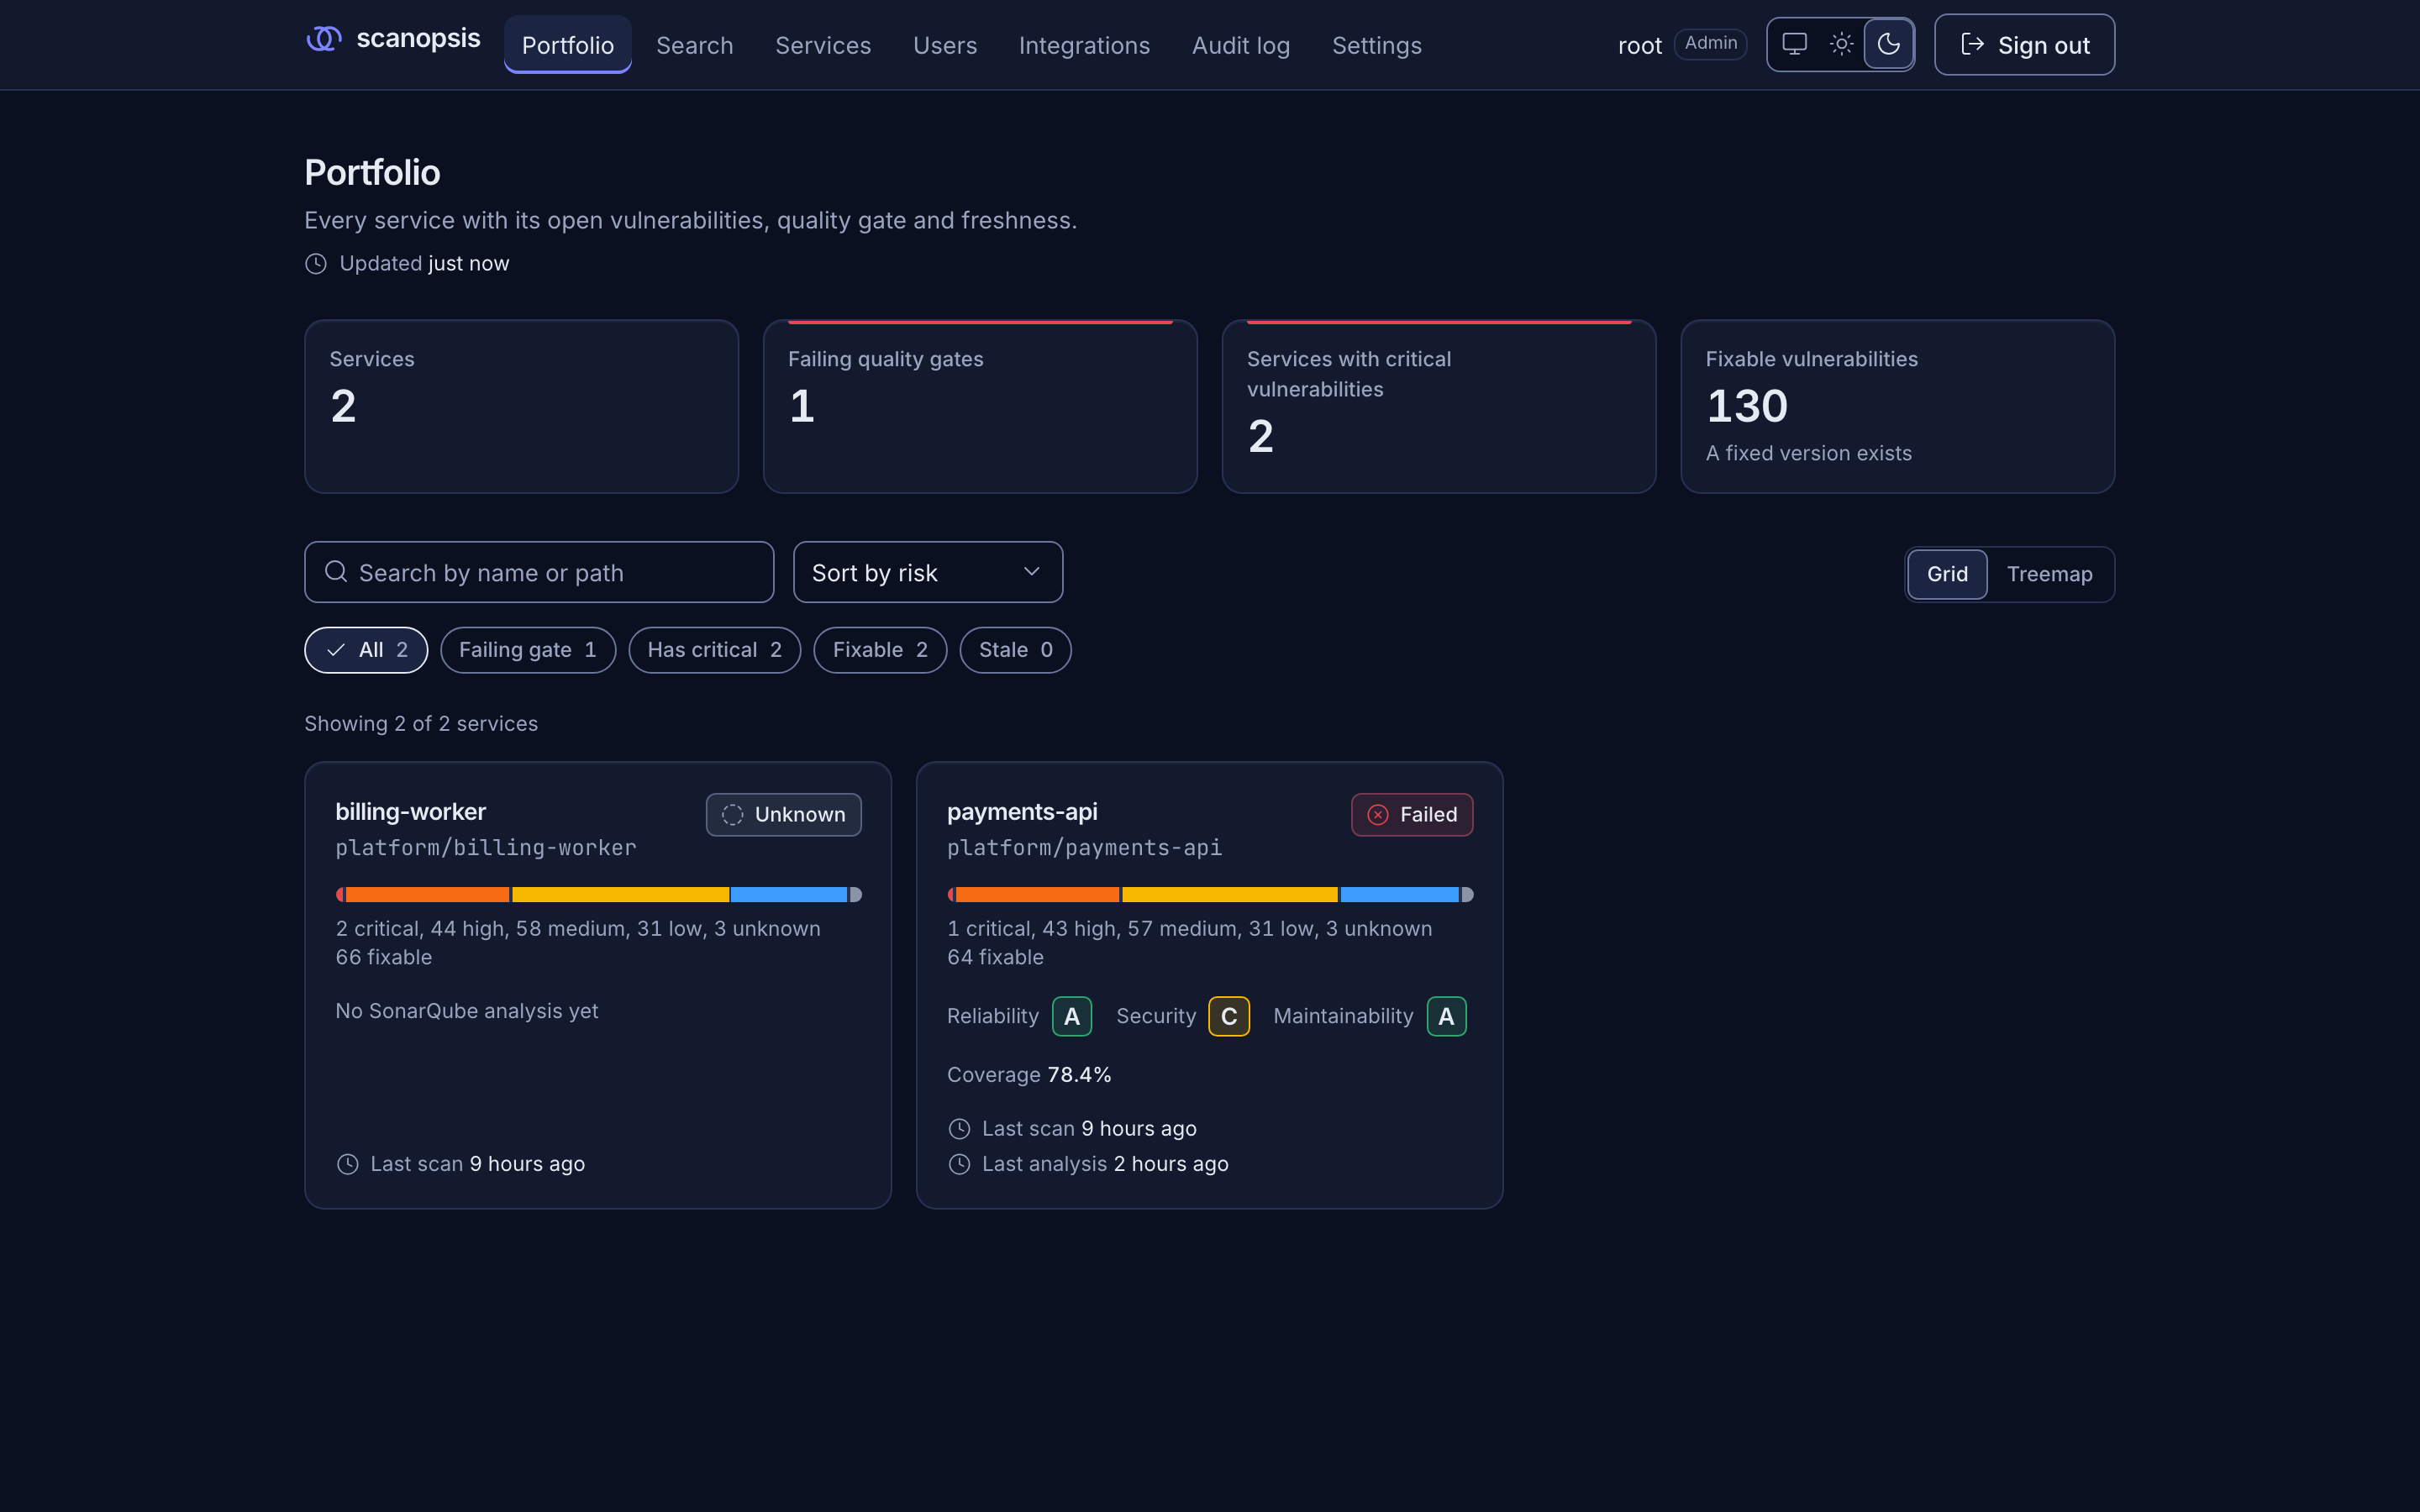 scanopsis
Portfolio
Search
Services
Users
Integrations
Audit log
Settings
root
Admin
Sign out
Portfolio
Every service with its open vulnerabilities, quality gate and freshness.
Updated just now
Services
2
Failing quality gates
1
Services with critical
vulnerabilities
2
Fixable vulnerabilities
130
A fixed version exists
Search by name or path
Sort by risk
Grid
Treemap
All 2
Failing gate 1
Has critical 2
Fixable 2
Stale 0
Showing 2 of 2 services
billing-worker
Unknown
platform/billing-worker
2 critical, 44 high, 58 medium, 31 low, 3 unknown
66 fixable
No SonarQube analysis yet
Last scan 9 hours ago
payments-api
Failed
platform/payments-api
1 critical, 43 high, 57 medium, 31 low, 3 unknown
64 fixable
Reliability A Security C Maintainability A
Coverage 78.4%
Last scan 9 hours ago
Last analysis 2 hours ago